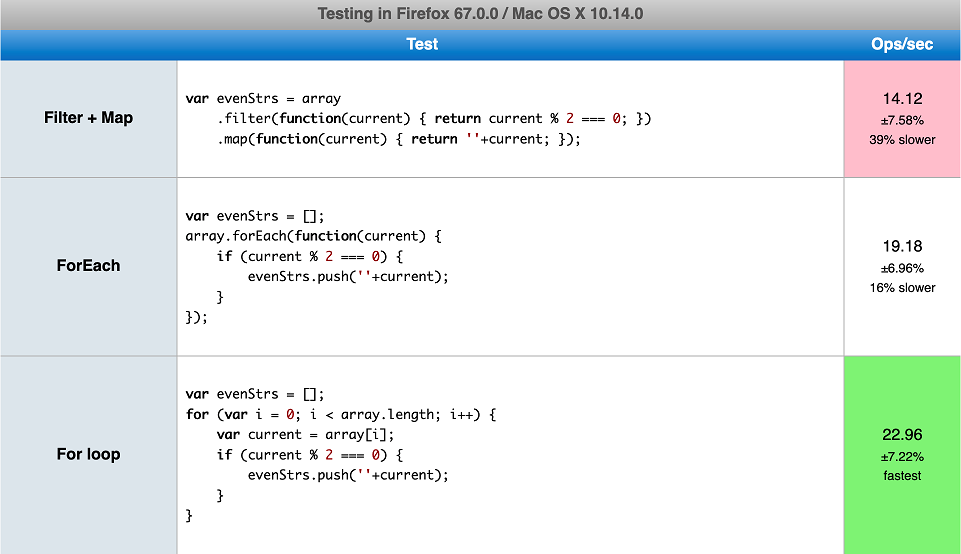 Testing in Firefox 67.0.0 / Mac OS X 10.14.0
Test Ops/sec
Filter + Map
var evenStrs = array
    .filter(function(current) { return current % 2 === 0; })
    .map(function(current) { return ''+current; });
14.12
±7.58%
39% slower
ForEach
var evenStrs = [];
array.forEach(function(current) {
    if (current % 2 === 0) {
        evenStrs.push(''+current);
    }
});
19.18
±6.96%
16% slower
For loop
var evenStrs = [];
for (var i = 0; i < array.length; i++) {
    var current = array[i];
    if (current % 2 === 0) {
        evenStrs.push(''+current);
    }
}
22.96
±7.22%
fastest